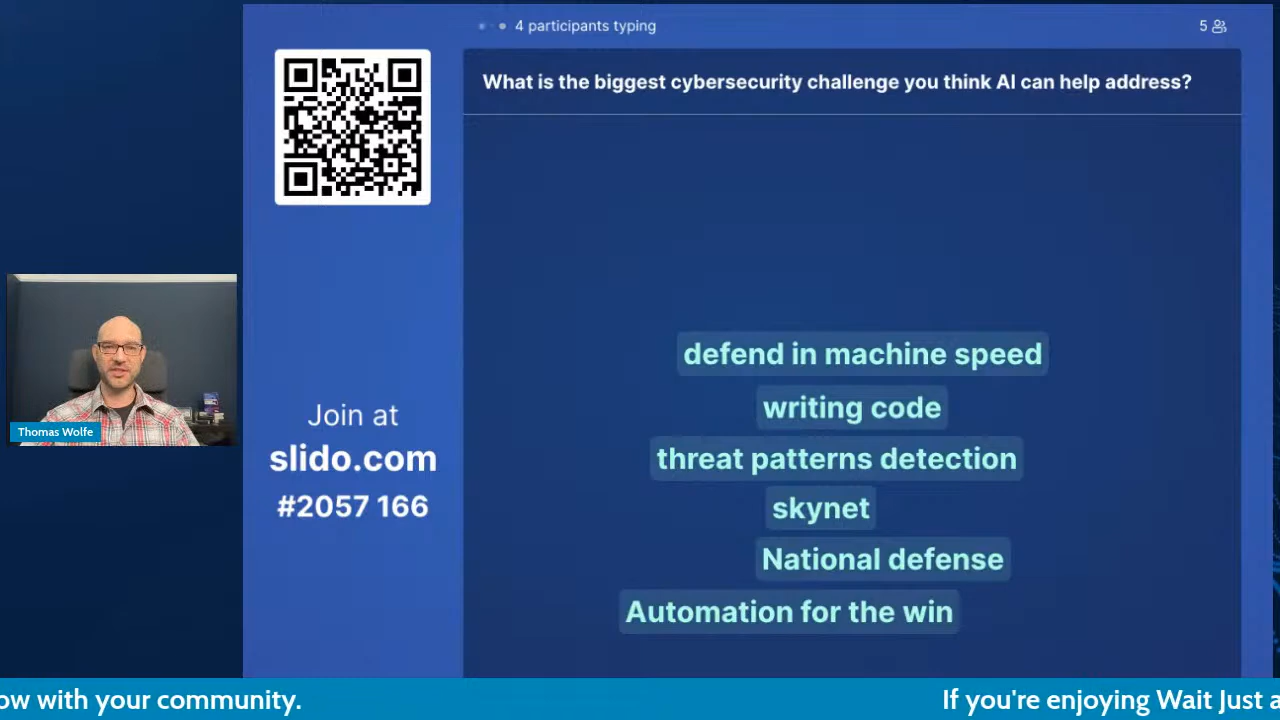 4 participants typing
5
What is the biggest cybersecurity challenge you think AI can help address?
defend in machine speed
writing code
threat patterns detection
skynet
National defense
Automation for the win
Join at
slido.com
#2057 166
Thomas Wolfe
ow with your community.
If you're enjoying Wait Just a